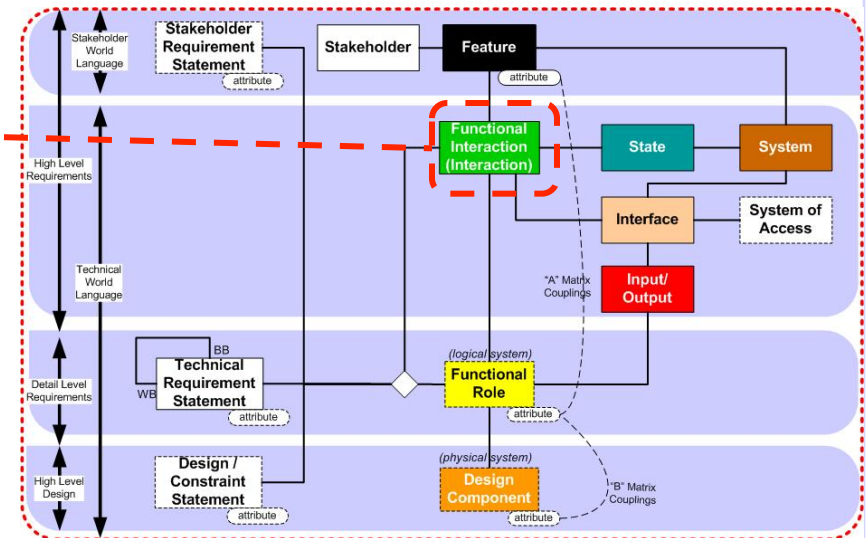 Stakeholder
World
Language
Stakeholder
Requirement
Statement
attribute
Stakeholder
Feature
attribute
High Level
Requirements
Functional
Interaction
(Interaction)
State
System
Interface
System of
Access
Technical
World
Language
"A" Matrix
Couplings
Input/
Output
Detail Level
Requirements
BB
WB
Technical
Requirement
Statement
attribute
(logical system)
Functional
Role
attribute
High Level
Design
Design /
Constraint
Statement
attribute
(physical system)
Design
Component
attribute
"B" Matrix
Couplings